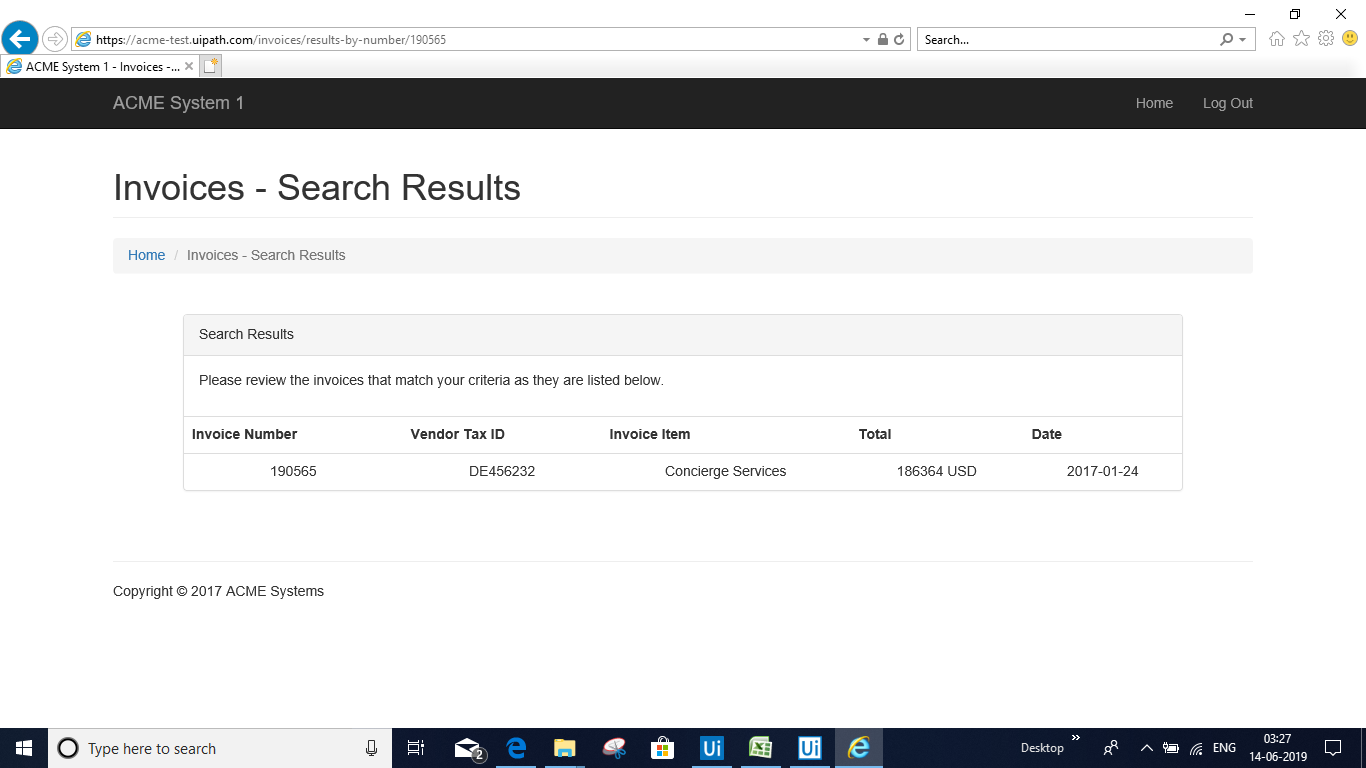 https://acme-test.uipath.com/invoices/results-by-number/190565
Search...
ACME System 1 - Invoices -...
ACME System 1
Home
Log Out
Invoices - Search Results
Home / Invoices - Search Results
Search Results
Please review the invoices that match your criteria as they are listed below.
Invoice Number Vendor Tax ID Invoice Item Total Date
190565 DE456232 Concierge Services 186364 USD 2017-01-24
Copyright © 2017 ACME Systems
Type here to search
2
Ui
Ui
Desktop
ENG
03:27
14-06-2019